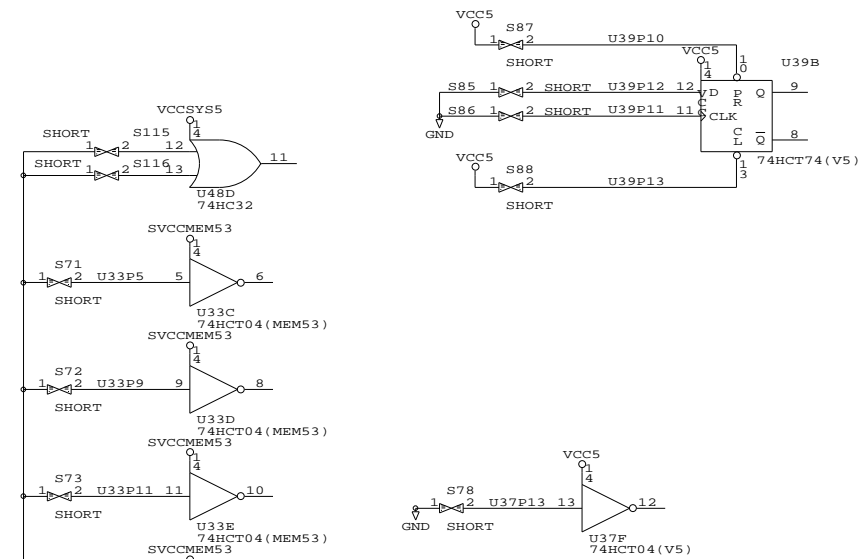 VCC5
S87
1 2 U39P10
SHORT
VCC5
1
4
1
0
U39B
S85 1 2 SHORT U39P12 12 D P Q 9
VCC
R
S86 1 2 SHORT U39P11 11 CLK
GND
C
L
Q 8
74HCT74(V5)
VCC5
S88
1
3
1 2 U39P13
SHORT
VCCSYS5
1
4
SHORT S115
1 2 12
SHORT S116
1 2 13
11
U48D
74HC32
SVCCMEM53
1
4
S71
1 2 U33P5 5 6
SHORT
U33C
74HCT04(MEM53)
SVCCMEM53
1
4
S72
1 2 U33P9 9 8
SHORT
U33D
74HCT04(MEM53)
SVCCMEM53
1
4
S73
1 2 U33P11 11 10
SHORT
U33E
74HCT04(MEM53)
SVCCMEM53
VCC5
1
4
S78
1 2 U37P13 13 12
GND SHORT
U37F
74HCT04(V5)